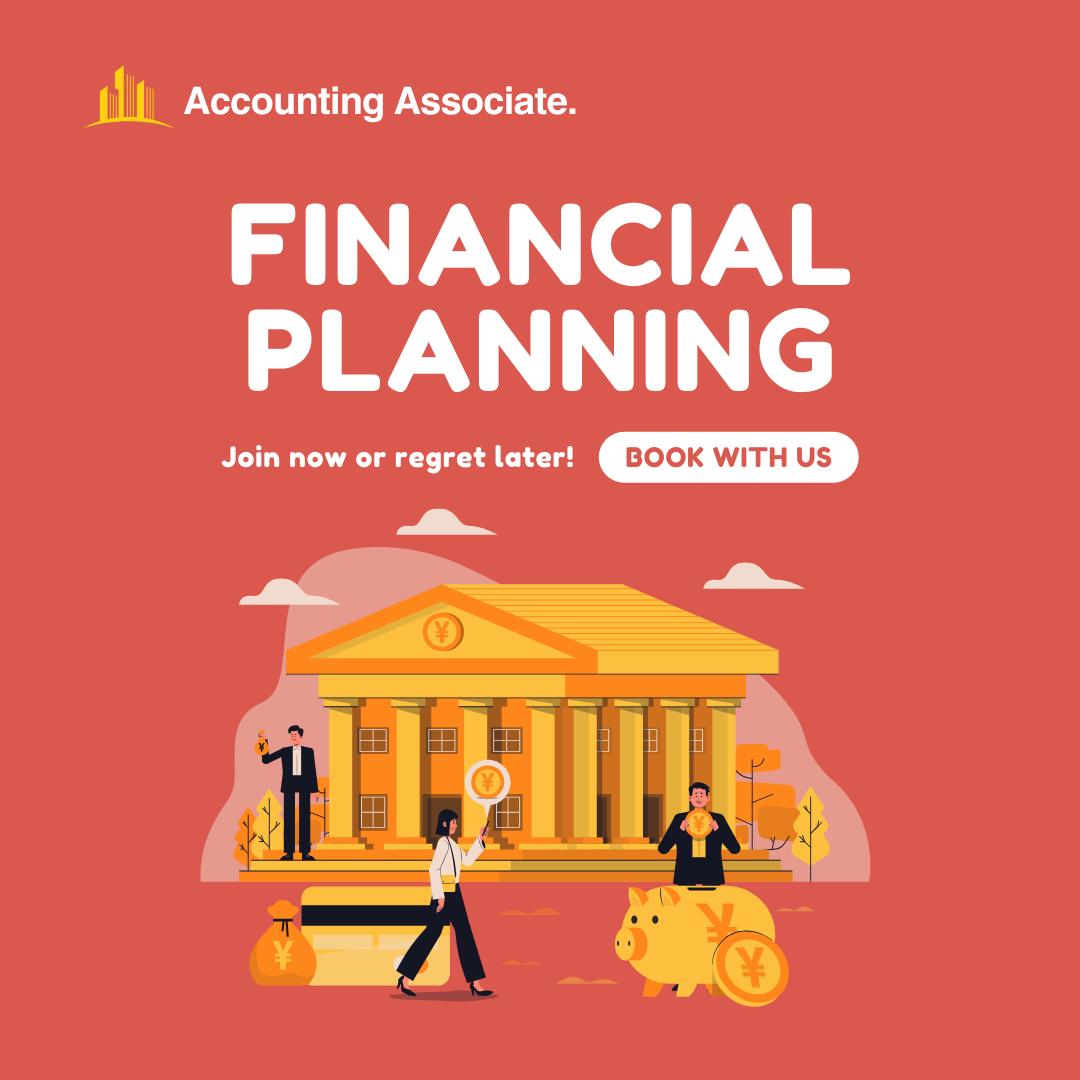 Accounting Associate.
FINANCIAL
PLANNING
Join now or regret later! BOOK WITH US
¥
¥
¥
¥
¥
¥
¥